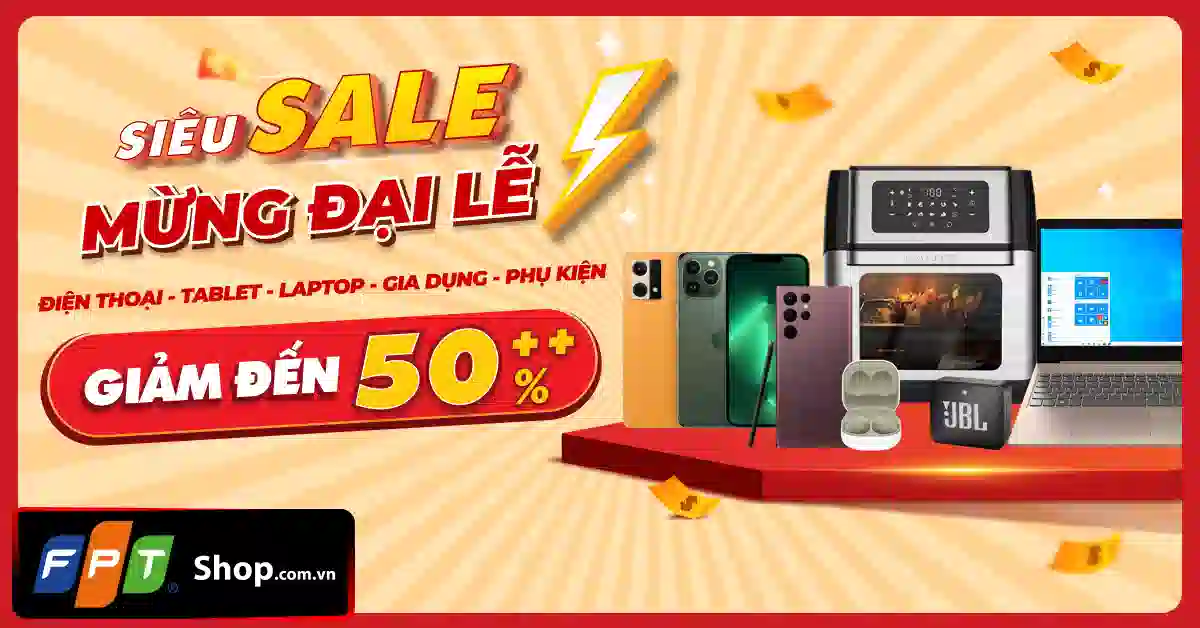 SIÊU SALE
MỪNG ĐẠI LỄ
ĐIỆN THOẠI - TABLET - LAPTOP - GIA DỤNG - PHỤ KIỆN
GIẢM ĐẾN 50++%
180
JBL
FPT® Shop.com.vn